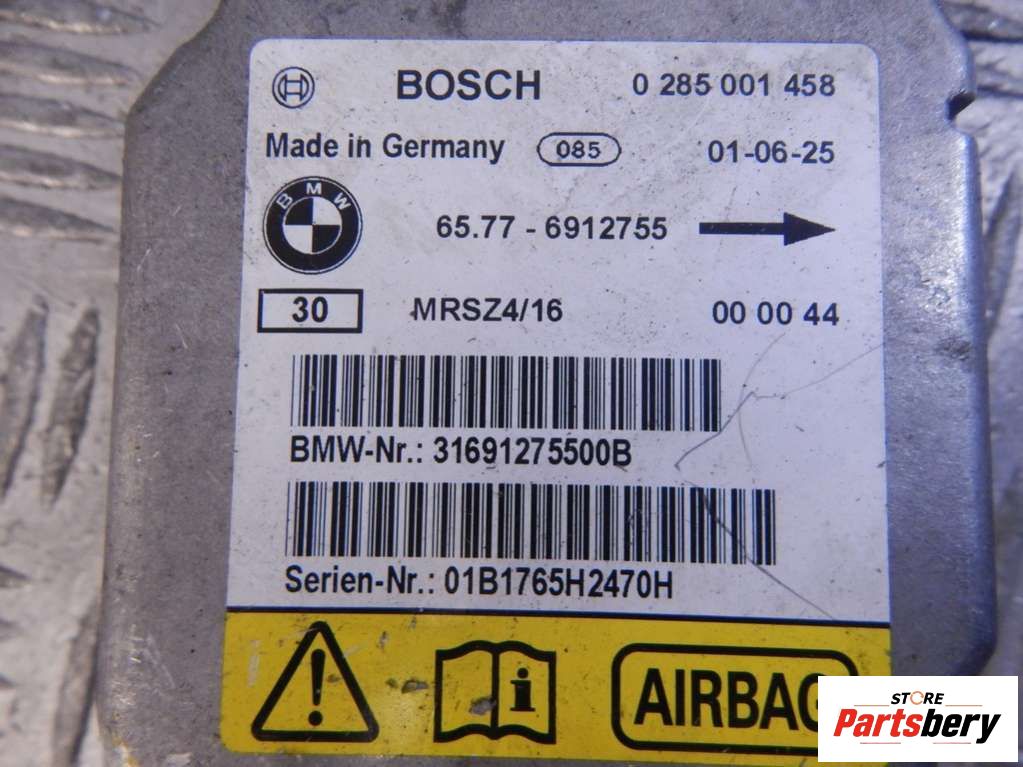 BOSCH 0 285 001 458
Made in Germany 085 01-06-25
BMW
65.77 - 6912755
30 MRSZ4/16 00 00 44
BMW-Nr.: 31691275500B
Serien-Nr.: 01B1765H2470H
AIRBAG
STORE
Partsbery